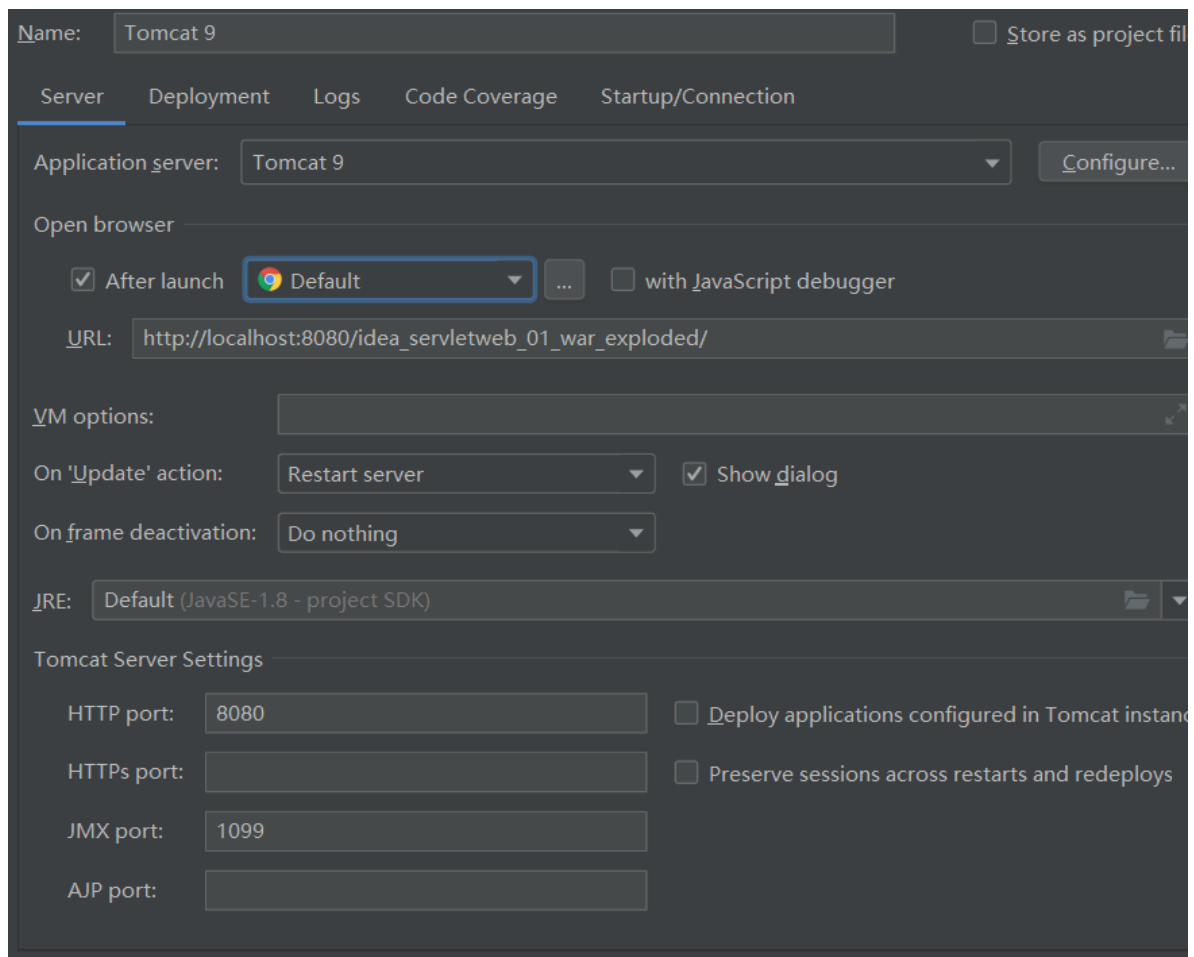 Name: Tomcat 9 Store as project fil
Server Deployment Logs Code Coverage Startup/Connection
Application server: Tomcat 9 Configure...
Open browser
After launch Default ... with JavaScript debugger
URL: http://localhost:8080/idea_servletweb_01_war_exploded/
VM options:
On 'Update' action: Restart server Show dialog
On frame deactivation: Do nothing
JRE: Default (JavaSE-1.8 - project SDK)
Tomcat Server Settings
HTTP port: 8080 Deploy applications configured in Tomcat instanc
HTTPs port: Preserve sessions across restarts and redeploys
JMX port: 1099
AJP port: